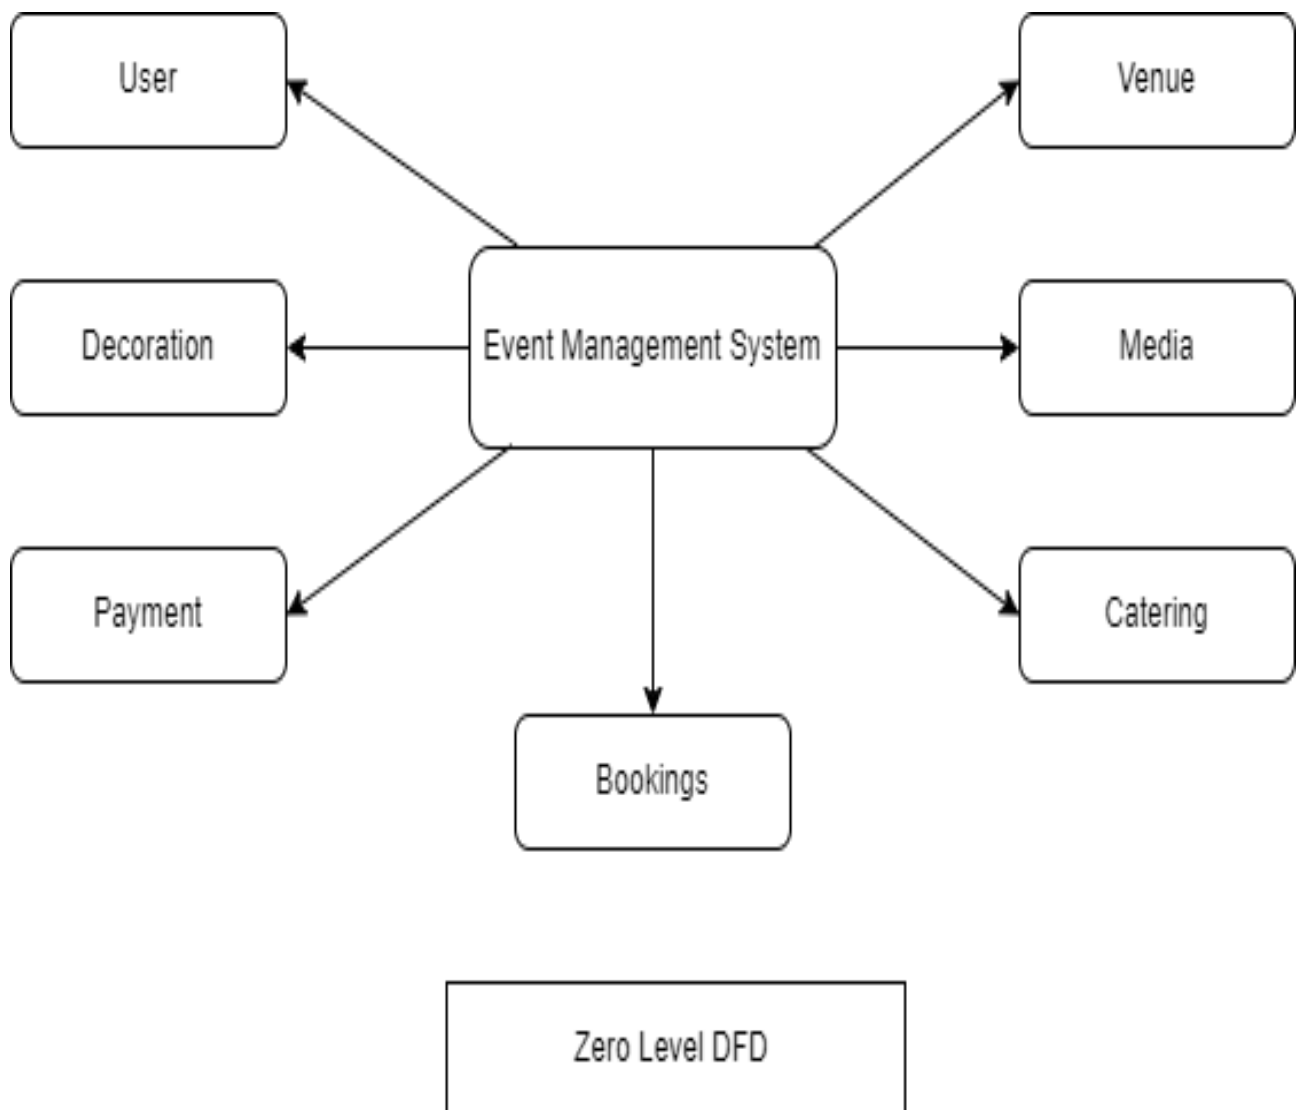 User
Venue
Decoration
Event Management System
Media
Payment
Catering
Bookings
Zero Level DFD